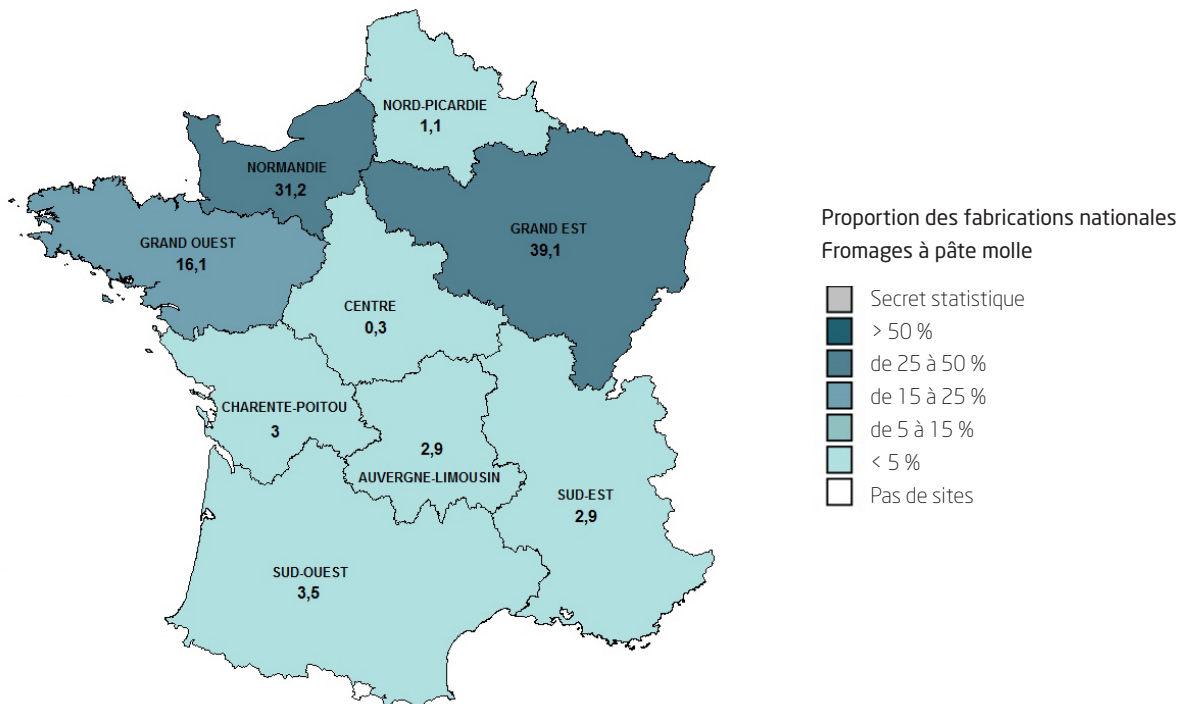 NORD-PICARDIE
1,1
NORMANDIE
31,2
GRAND EST
39,1
GRAND OUEST
16,1
CENTRE
0,3
CHARENTE-POITOU
3
2,9
AUVERGNE-LIMOUSIN
SUD-EST
2,9
SUD-OUEST
3,5
Proportion des fabrications nationales
Fromages à pâte molle
Secret statistique
> 50 %
de 25 à 50 %
de 15 à 25 %
de 5 à 15 %
< 5 %
Pas de sites